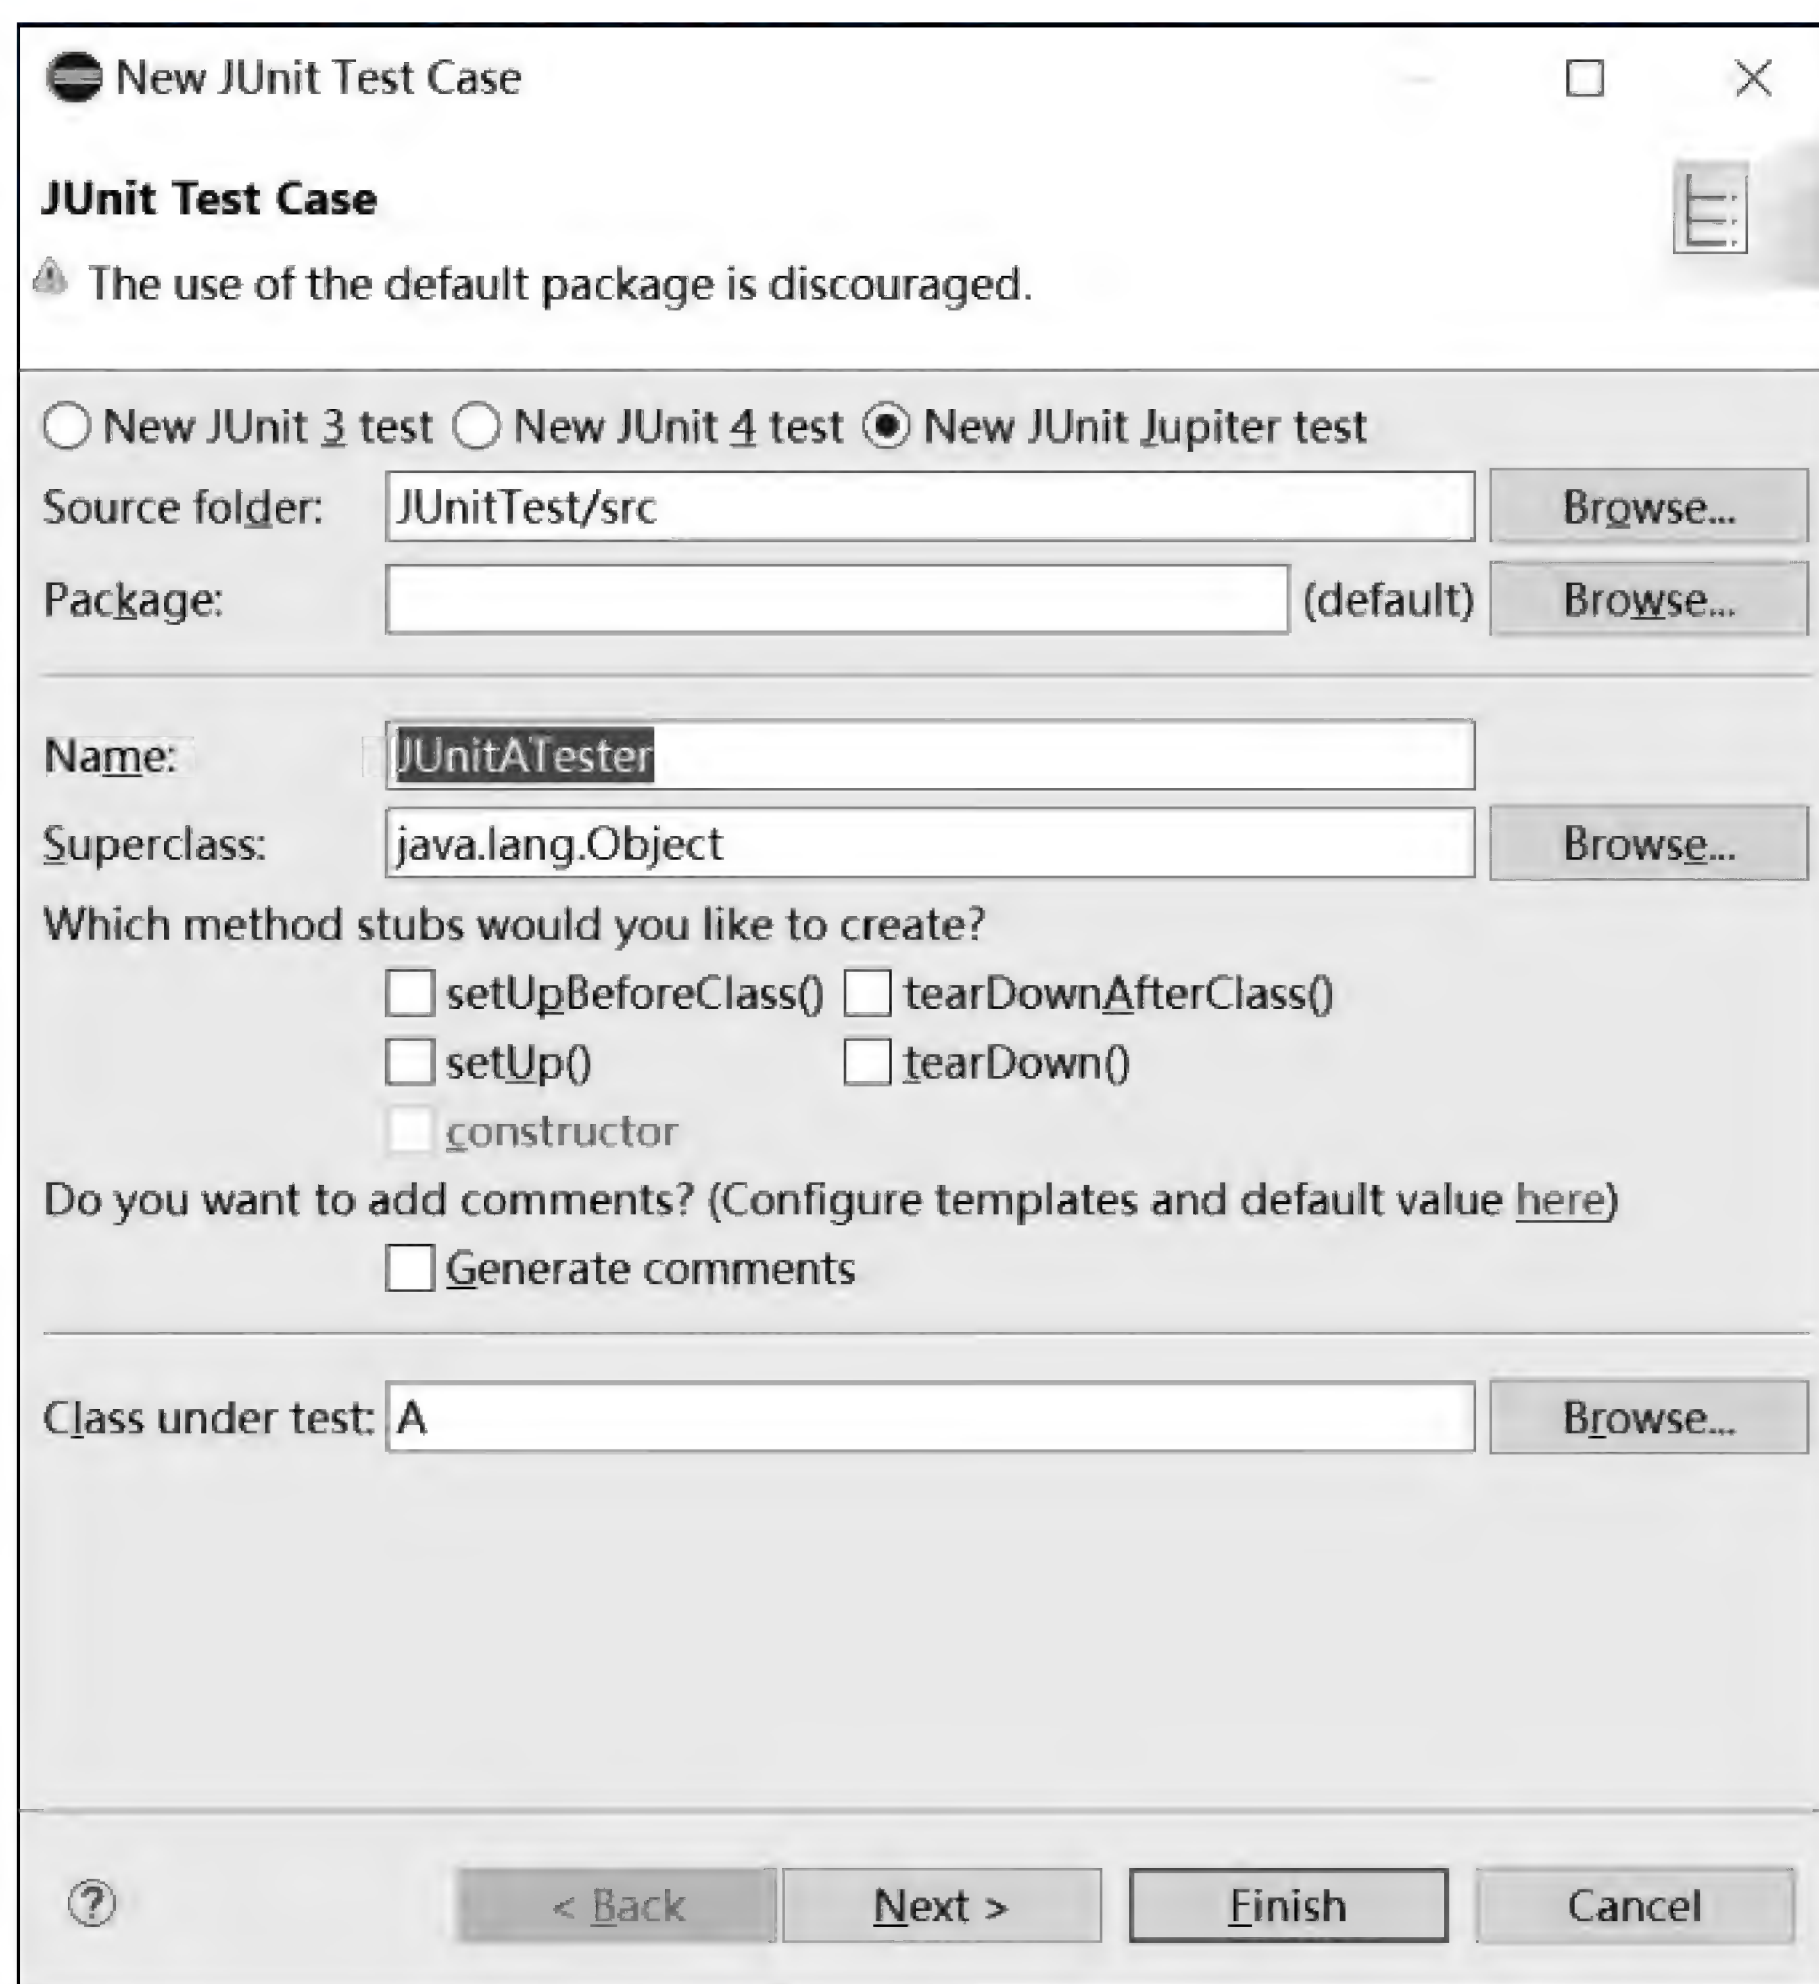 New JUnit Test Case
JUnit Test Case
The use of the default package is discouraged.
New JUnit 3 test New JUnit 4 test New JUnit Jupiter test
Source folder: JUnitTest/src Browse...
Package: (default) Browse...
Name: JUnitATester
Superclass: java.lang.Object Browse...
Which method stubs would you like to create?
setUpBeforeClass() tearDownAfterClass()
setUp() tearDown()
constructor
Do you want to add comments? (Configure templates and default value here)
Generate comments
Class under test: A Browse...
? < Back Next > Finish Cancel